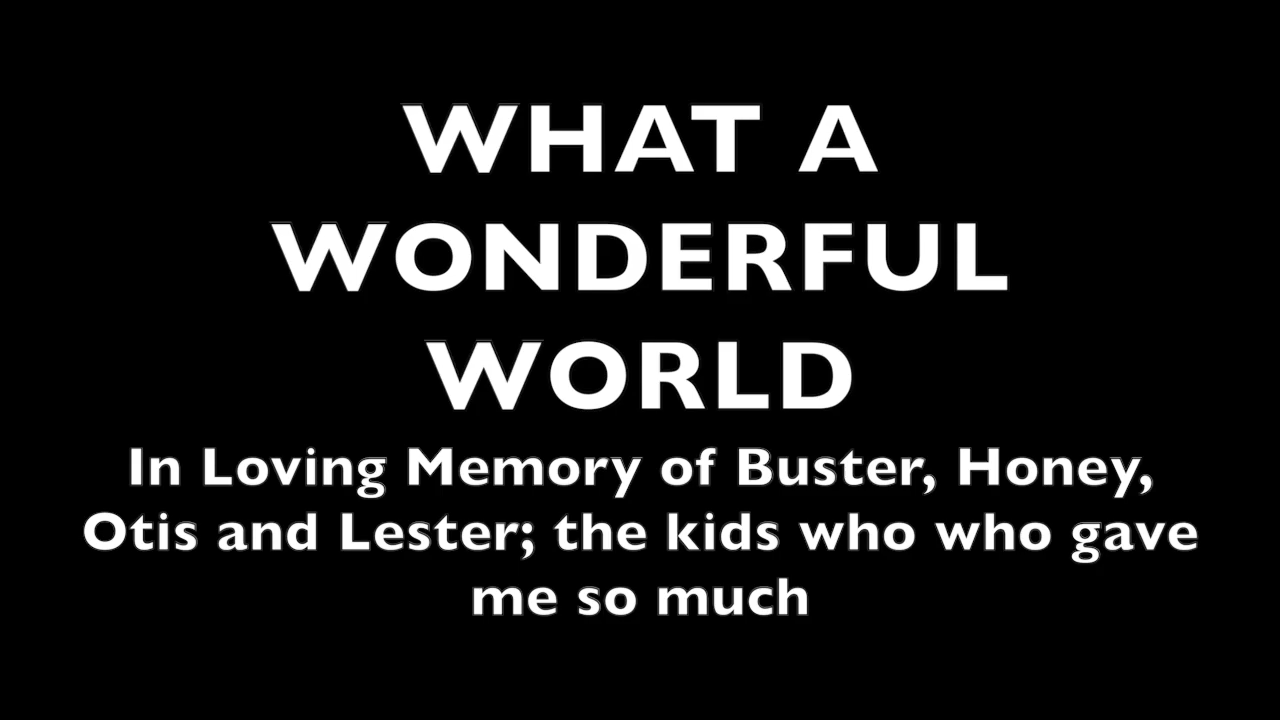 WHAT A
WONDERFUL
WORLD
In Loving Memory of Buster, Honey,
Otis and Lester; the kids who who gave
me so much